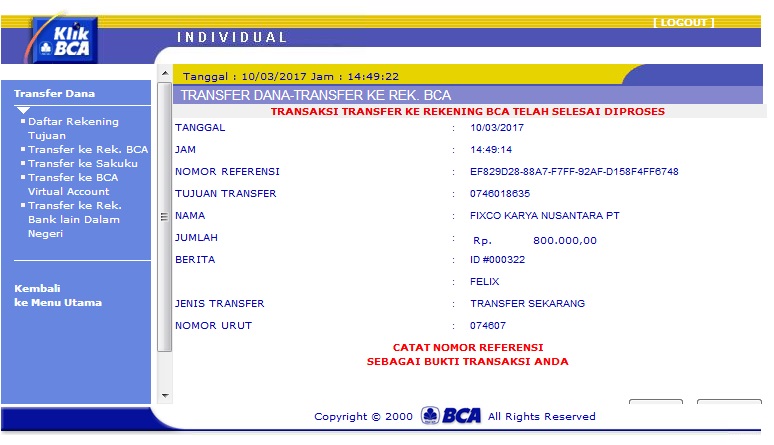 Klik
BCA
INDIVIDUAL
[ LOGOUT ]
Tanggal : 10/03/2017 Jam : 14:49:22
Transfer Dana
Daftar Rekening
Tujuan
Transfer ke Rek. BCA
Transfer ke Sakuku
Transfer ke BCA
Virtual Account
Transfer ke Rek.
Bank lain Dalam
Negeri
Kembali
ke Menu Utama
TRANSFER DANA-TRANSFER KE REK. BCA
TRANSAKSI TRANSFER KE REKENING BCA TELAH SELESAI DIPROSES
TANGGAL : 10/03/2017
JAM : 14:49:14
NOMOR REFERENSI : EF829D28-88A7-F7FF-92AF-D158F4FF6748
TUJUAN TRANSFER : 0746018635
NAMA : FIXCO KARYA NUSANTARA PT
JUMLAH : Rp. 800.000,00
BERITA : ID #000322
: FELIX
JENIS TRANSFER : TRANSFER SEKARANG
NOMOR URUT : 074607
CATAT NOMOR REFERENSI
SEBAGAI BUKTI TRANSAKSI ANDA
Copyright © 2000 BCA All Rights Reserved